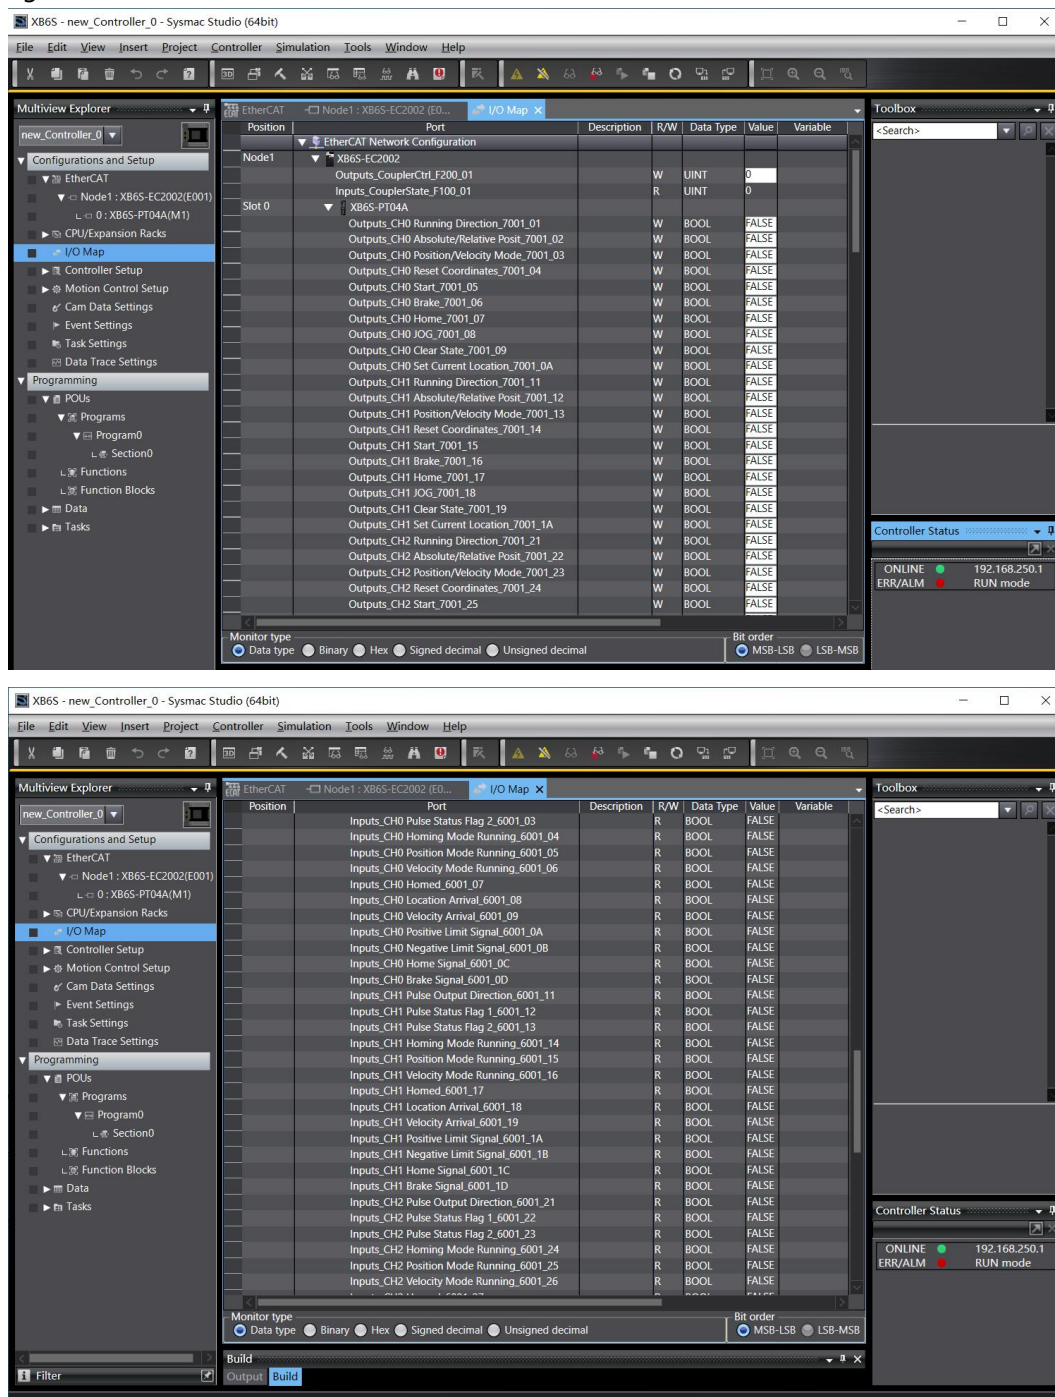 XB6S - new_Controller_0 - Sysmac Studio (64bit)
File Edit View Insert Project Controller Simulation Tools Window Help
Multiview Explorer
new_Controller_0
Configurations and Setup
EtherCAT
Node1 : XB6S-EC2002(E001)
0 : XB6S-PT04A(M1)
CPU/Expansion Racks
I/O Map
Controller Setup
Motion Control Setup
Cam Data Settings
Event Settings
Task Settings
Data Trace Settings
Programming
POUs
Programs
Program0
Section0
Functions
Function Blocks
Data
Tasks
EtherCAT Node1 : XB6S-EC2002 (E0... I/O Map
Position Port Description R/W Data Type Value Variable
EtherCAT Network Configuration
Node1 XB6S-EC2002
Outputs_CouplerCtrl_F200_01 W UINT 0
Inputs_CouplerState_F100_01 R UINT 0
Slot 0 XB6S-PT04A
Outputs_CH0 Running Direction_7001_01 W BOOL FALSE
Outputs_CH0 Absolute/Relative Posit_7001_02 W BOOL FALSE
Outputs_CH0 Position/Velocity Mode_7001_03 W BOOL FALSE
Outputs_CH0 Reset Coordinates_7001_04 W BOOL FALSE
Outputs_CH0 Start_7001_05 W BOOL FALSE
Outputs_CH0 Brake_7001_06 W BOOL FALSE
Outputs_CH0 Home_7001_07 W BOOL FALSE
Outputs_CH0 JOG_7001_08 W BOOL FALSE
Outputs_CH0 Clear State_7001_09 W BOOL FALSE
Outputs_CH0 Set Current Location_7001_0A W BOOL FALSE
Outputs_CH1 Running Direction_7001_11 W BOOL FALSE
Outputs_CH1 Absolute/Relative Posit_7001_12 W BOOL FALSE
Outputs_CH1 Position/Velocity Mode_7001_13 W BOOL FALSE
Outputs_CH1 Reset Coordinates_7001_14 W BOOL FALSE
Outputs_CH1 Start_7001_15 W BOOL FALSE
Outputs_CH1 Brake_7001_16 W BOOL FALSE
Outputs_CH1 Home_7001_17 W BOOL FALSE
Outputs_CH1 JOG_7001_18 W BOOL FALSE
Outputs_CH1 Clear State_7001_19 W BOOL FALSE
Outputs_CH1 Set Current Location_7001_1A W BOOL FALSE
Outputs_CH2 Running Direction_7001_21 W BOOL FALSE
Outputs_CH2 Absolute/Relative Posit_7001_22 W BOOL FALSE
Outputs_CH2 Position/Velocity Mode_7001_23 W BOOL FALSE
Outputs_CH2 Reset Coordinates_7001_24 W BOOL FALSE
Outputs_CH2 Start_7001_25 W BOOL FALSE
Monitor type Bit order
Data type Binary Hex Signed decimal Unsigned decimal MSB-LSB LSB-MSB
Toolbox
<Search>
Controller Status
ONLINE 192.168.250.1
ERR/ALM RUN mode
XB6S - new_Controller_0 - Sysmac Studio (64bit)
File Edit View Insert Project Controller Simulation Tools Window Help
Multiview Explorer
new_Controller_0
Configurations and Setup
EtherCAT
Node1 : XB6S-EC2002(E001)
0 : XB6S-PT04A(M1)
CPU/Expansion Racks
I/O Map
Controller Setup
Motion Control Setup
Cam Data Settings
Event Settings
Task Settings
Data Trace Settings
Programming
POUs
Programs
Program0
Section0
Functions
Function Blocks
Data
Tasks
Filter
EtherCAT Node1 : XB6S-EC2002 (E0... I/O Map
Position Port Description R/W Data Type Value Variable
Inputs_CH0 Pulse Status Flag 2_6001_03 R BOOL FALSE
Inputs_CH0 Homing Mode Running_6001_04 R BOOL FALSE
Inputs_CH0 Position Mode Running_6001_05 R BOOL FALSE
Inputs_CH0 Velocity Mode Running_6001_06 R BOOL FALSE
Inputs_CH0 Homed_6001_07 R BOOL FALSE
Inputs_CH0 Location Arrival_6001_08 R BOOL FALSE
Inputs_CH0 Velocity Arrival_6001_09 R BOOL FALSE
Inputs_CH0 Positive Limit Signal_6001_0A R BOOL FALSE
Inputs_CH0 Negative Limit Signal_6001_0B R BOOL FALSE
Inputs_CH0 Home Signal_6001_0C R BOOL FALSE
Inputs_CH0 Brake Signal_6001_0D R BOOL FALSE
Inputs_CH1 Pulse Output Direction_6001_11 R BOOL FALSE
Inputs_CH1 Pulse Status Flag 1_6001_12 R BOOL FALSE
Inputs_CH1 Pulse Status Flag 2_6001_13 R BOOL FALSE
Inputs_CH1 Homing Mode Running_6001_14 R BOOL FALSE
Inputs_CH1 Position Mode Running_6001_15 R BOOL FALSE
Inputs_CH1 Velocity Mode Running_6001_16 R BOOL FALSE
Inputs_CH1 Homed_6001_17 R BOOL FALSE
Inputs_CH1 Location Arrival_6001_18 R BOOL FALSE
Inputs_CH1 Velocity Arrival_6001_19 R BOOL FALSE
Inputs_CH1 Positive Limit Signal_6001_1A R BOOL FALSE
Inputs_CH1 Negative Limit Signal_6001_1B R BOOL FALSE
Inputs_CH1 Home Signal_6001_1C R BOOL FALSE
Inputs_CH1 Brake Signal_6001_1D R BOOL FALSE
Inputs_CH2 Pulse Output Direction_6001_21 R BOOL FALSE
Inputs_CH2 Pulse Status Flag 1_6001_22 R BOOL FALSE
Inputs_CH2 Pulse Status Flag 2_6001_23 R BOOL FALSE
Inputs_CH2 Homing Mode Running_6001_24 R BOOL FALSE
Inputs_CH2 Position Mode Running_6001_25 R BOOL FALSE
Inputs_CH2 Velocity Mode Running_6001_26 R BOOL FALSE
Monitor type Bit order
Data type Binary Hex Signed decimal Unsigned decimal MSB-LSB LSB-MSB
Build
Output Build
Toolbox
<Search>
Controller Status
ONLINE 192.168.250.1
ERR/ALM RUN mode